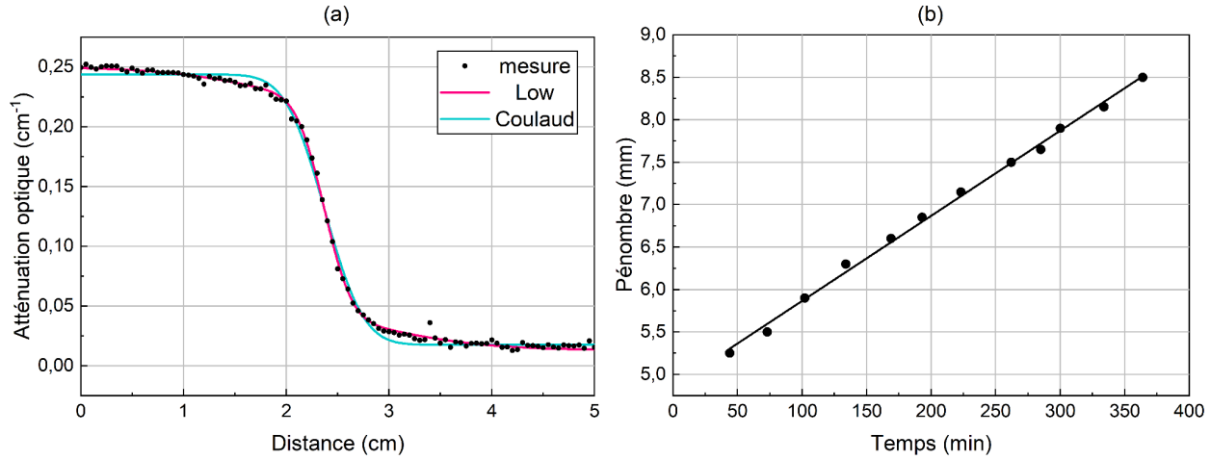 (a)
0,25
0,20
0,15
0,10
0,05
0,00
Atténuation optique (cm⁻¹)
mesure
Low
Coulaud
0 1 2 3 4 5
Distance (cm)
(b)
9,0
8,5
8,0
7,5
7,0
6,5
6,0
5,5
5,0
Pénombre (mm)
0 50 100 150 200 250 300 350 400
Temps (min)